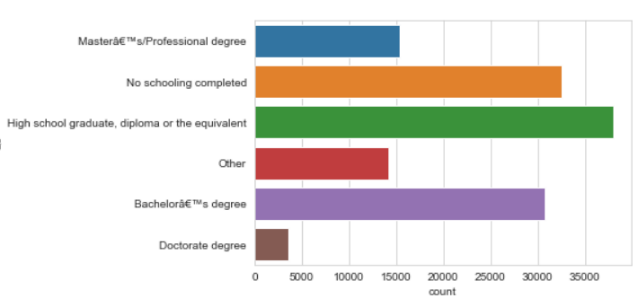 Masterâ€™s/Professional degree
No schooling completed
High school graduate, diploma or the equivalent
Other
Bachelorâ€™s degree
Doctorate degree
0 5000 10000 15000 20000 25000 30000 35000
count